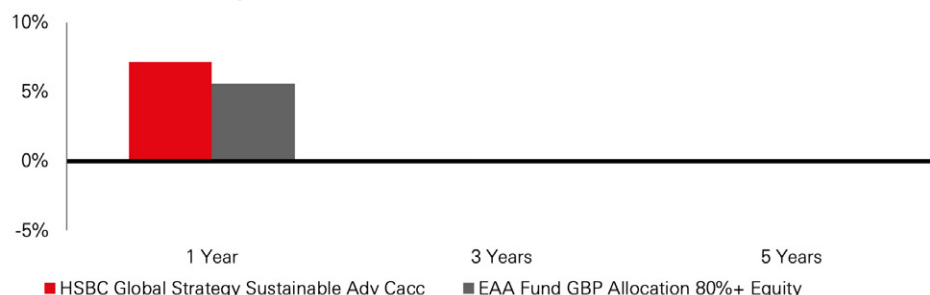 10%
5%
0%
-5%
1 Year 3 Years 5 Years
HSBC Global Strategy Sustainable Adv Cacc EAA Fund GBP Allocation 80%+ Equity